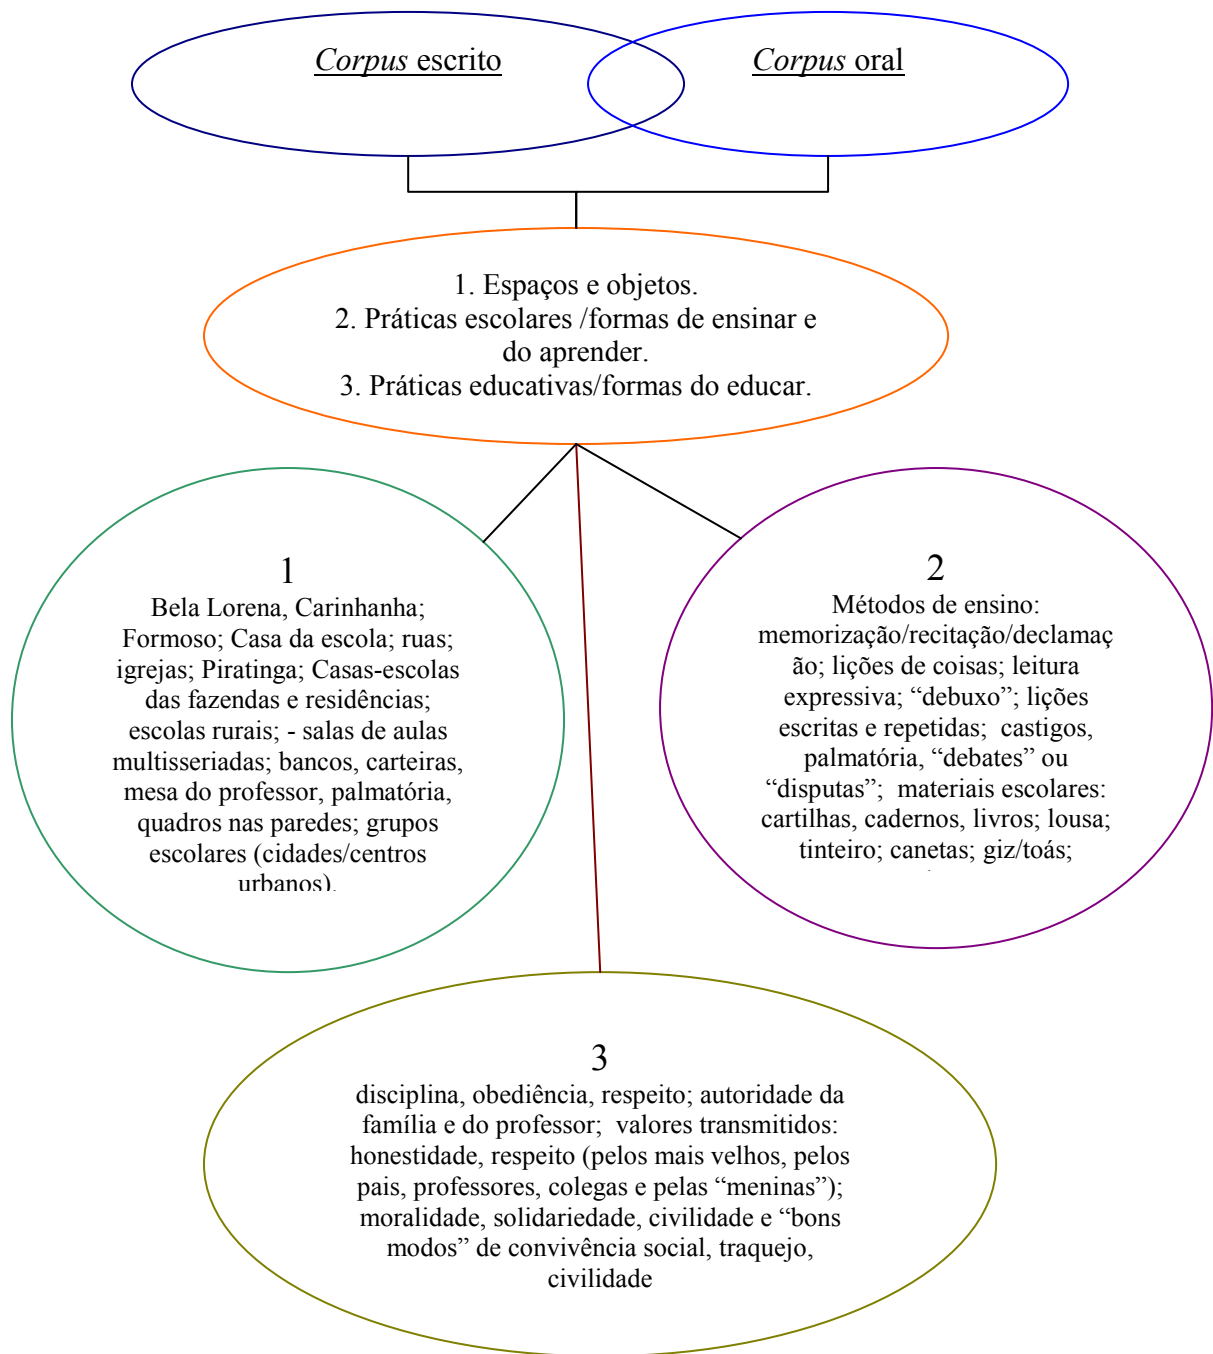 Corpus escrito
Corpus oral
1. Espaços e objetos.
2. Práticas escolares /formas de ensinar e
do aprender.
3. Práticas educativas/formas do educar.
1
Bela Lorena, Carinhanha;
Formoso; Casa da escola; ruas;
igrejas; Piratinga; Casas-escolas
das fazendas e residências;
escolas rurais; - salas de aulas
multisseriadas; bancos, carteiras,
mesa do professor, palmatória,
quadros nas paredes; grupos
escolares (cidades/centros
urbanos).
2
Métodos de ensino:
memorização/recitação/declamaç
ão; lições de coisas; leitura
expressiva; “debuxo”; lições
escritas e repetidas; castigos,
palmatória, “debates” ou
“disputas”; materiais escolares:
cartilhas, cadernos, livros; lousa;
tinteiro; canetas; giz/toás;
3
disciplina, obediência, respeito; autoridade da
família e do professor; valores transmitidos:
honestidade, respeito (pelos mais velhos, pelos
pais, professores, colegas e pelas “meninas”);
moralidade, solidariedade, civilidade e “bons
modos” de convivência social, traquejo,
civilidade